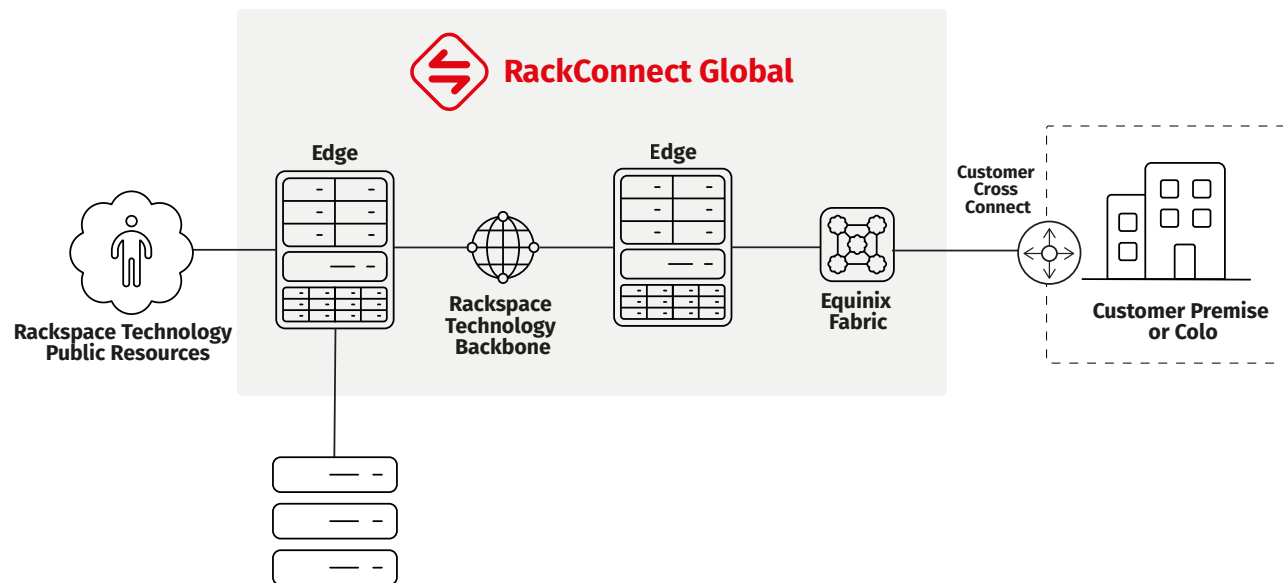 RackConnect Global
Edge
Edge
Customer
Cross
Connect
Rackspace Technology
Public Resources
Rackspace
Technology
Backbone
Equinix
Fabric
Customer Premise
or Colo